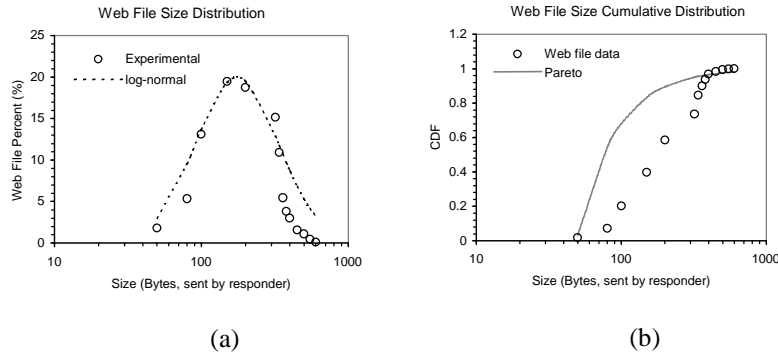 Web File Size Distribution
Experimental
log-normal
25
20
15
10
5
0
Web File Percent (%)
10
100
1000
Size (Bytes, sent by responder)
(a)
Web File Size Cumulative Distribution
Web file data
Pareto
1.2
1
0.8
0.6
0.4
0.2
0
CDF
10
100
1000
Size (Bytes, sent by responder)
(b)